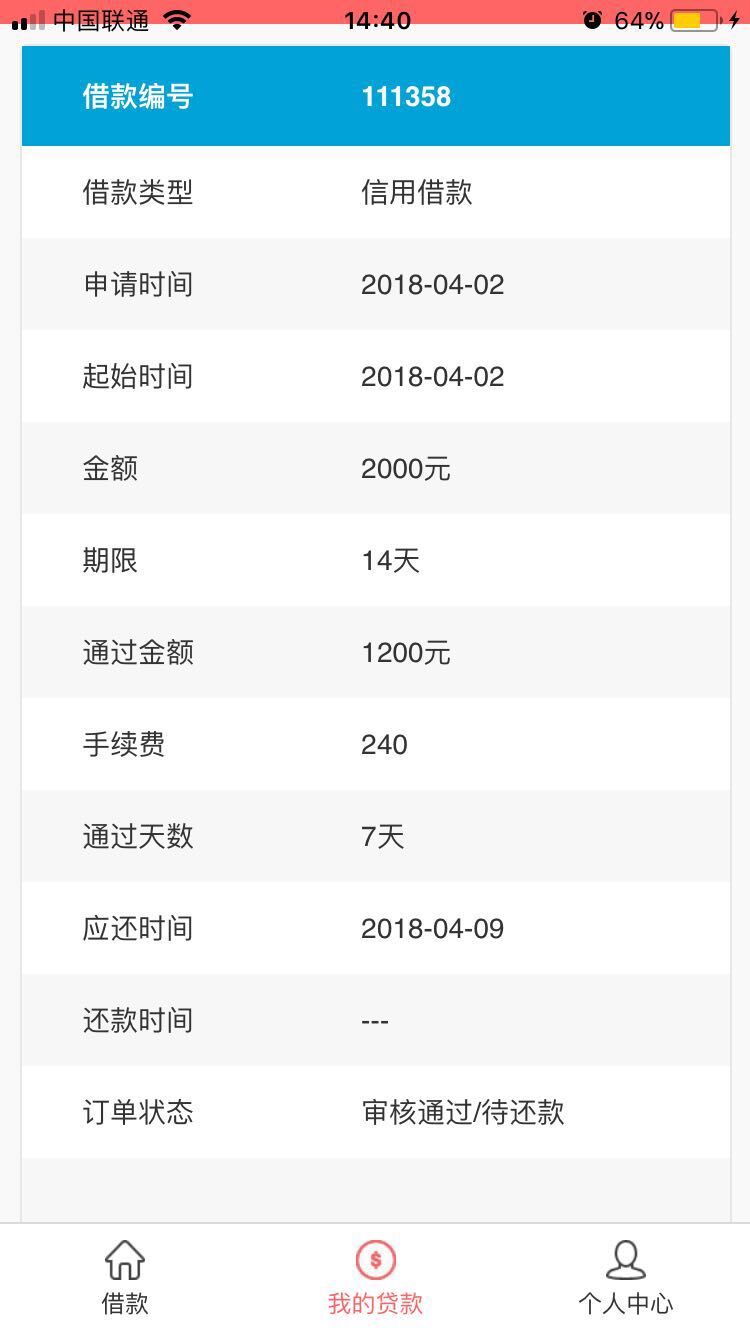 中国联通 14:40 64%
借款编号 111358
借款类型 信用借款
申请时间 2018-04-02
起始时间 2018-04-02
金额 2000元
期限 14天
通过金额 1200元
手续费 240
通过天数 7天
应还时间 2018-04-09
还款时间 ---
订单状态 审核通过/待还款
借款 我的贷款 个人中心